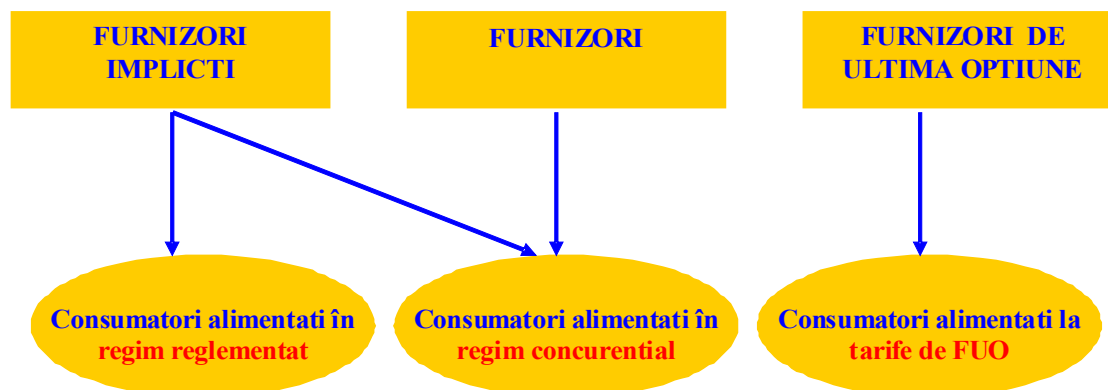 FURNIZORI
IMPLICTI
FURNIZORI
FURNIZORI DE
ULTIMA OPTIUNE
Consumatori alimentati în
regim reglementat
Consumatori alimentati în
regim concurential
Consumatori alimentati la
tarife de FUO